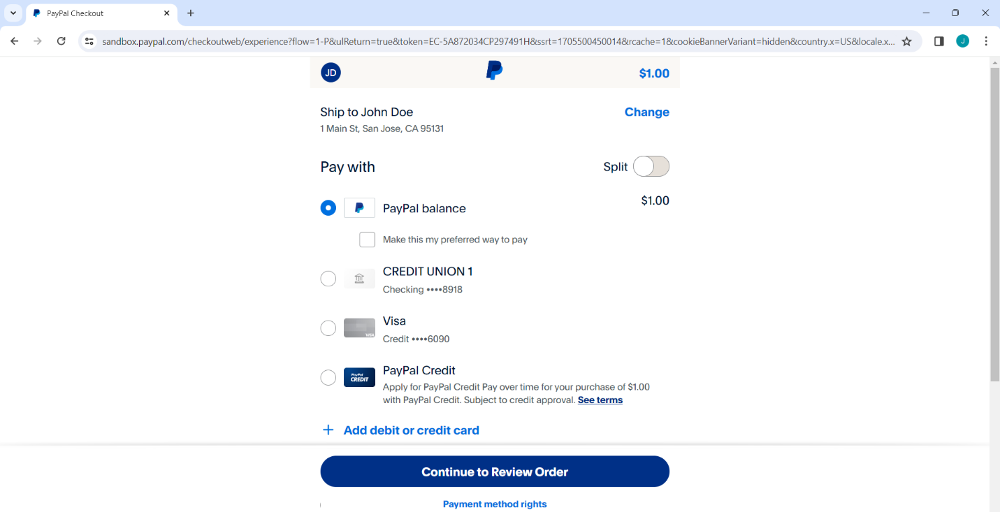 PayPal Checkout
sandbox.paypal.com/checkoutweb/experience?flow=1-P&ulReturn=true&token=EC-5A872034CP297491H&ssrt=1705500450014&rcache=1&cookieBannerVariant=hidden&country.x=US&locale.x...
J
JD
$1.00
Ship to John Doe
Change
1 Main St, San Jose, CA 95131
Pay with
Split
PayPal balance
$1.00
Make this my preferred way to pay
CREDIT UNION 1
Checking ••••8918
VISA
Visa
Credit ••••6090
PayPal CREDIT
PayPal Credit
Apply for PayPal Credit Pay over time for your purchase of $1.00
with PayPal Credit. Subject to credit approval. See terms
+ Add debit or credit card
Continue to Review Order
Payment method rights